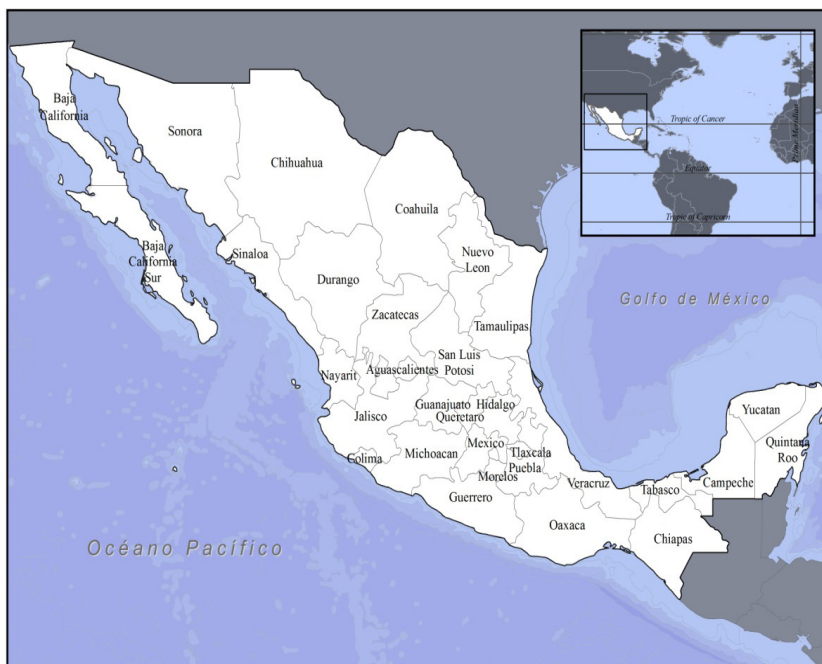 Baja
California
Sonora
Chihuahua
Coahuila
Tropic of Cancer
Prime Meridian
Equator
Tropic of Capricorn
Baja
California
Sur
Sinaloa
Durango
Nuevo
Leon
Golfo de México
Zacatecas
Tamaulipas
San Luis
Potosi
Nayarit
Aguascalientes
Jalisco
Guanajuato
Hidalgo
Queretaro
Yucatan
Quintana
Roo
Colima
Michoacan
Mexico
Tlaxcala
Puebla
Morelos
Guerrero
Veracruz
Tabasco
Campeche
Oaxaca
Chiapas
Océano Pacífico